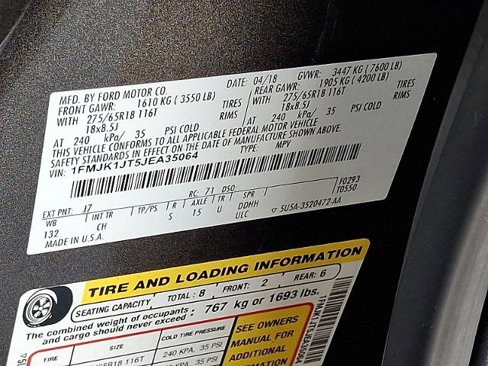 MFD. BY FORD MOTOR CO. DATE: 04/18 GVWR: 3447 KG ( 7600 LB)
FRONT GAWR: 1610 KG ( 3550 LB) REAR GAWR: 1905 KG ( 4200 LB)
WITH 275/65R18 116T TIRES WITH 275/65R18 116T TIRES
18x8.5J RIMS 18x8.5J RIMS
AT 240 kPa/ 35 PSI COLD AT 240 kPa/ 35 PSI COLD
THIS VEHICLE CONFORMS TO ALL APPLICABLE FEDERAL MOTOR VEHICLE
SAFETY STANDARDS IN EFFECT ON THE DATE OF MANUFACTURE SHOWN ABOVE.
VIN: 1FMJK1JT5JEA35064 TYPE: MPV
F0293
T0550
EXT PNT: J7 RC: 71 DSO:
WB INT TR TP/PS R AXLE TR SPR
132 CH S 15 U DDHH
MADE IN U.S.A. ULC 5U5A-3520472-AA
TIRE AND LOADING INFORMATION
SEATING CAPACITY TOTAL: 8 FRONT: 2 REAR: 6
The combined weight of occupants and cargo should never exceed: 767 kg or 1693 lbs.
TIRE COLD TIRE PRESSURE
240 KPA, 35 PSI
SEE OWNERS
MANUAL FOR
ADDITIONAL
1FMJK1JT5JEA35064